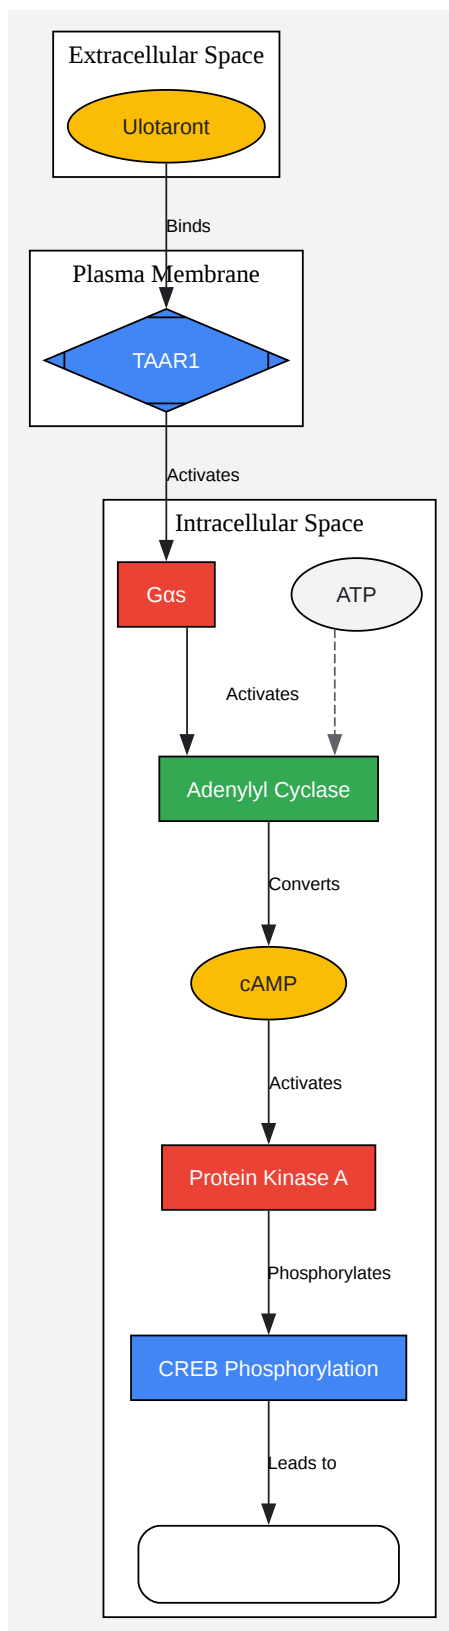 Extracellular Space
Ulotaront
Binds
Plasma Membrane
TAAR1
Activates
Intracellular Space
Gαs
ATP
Activates
Adenylyl Cyclase
Converts
cAMP
Activates
Protein Kinase A
Phosphorylates
CREB Phosphorylation
Leads to